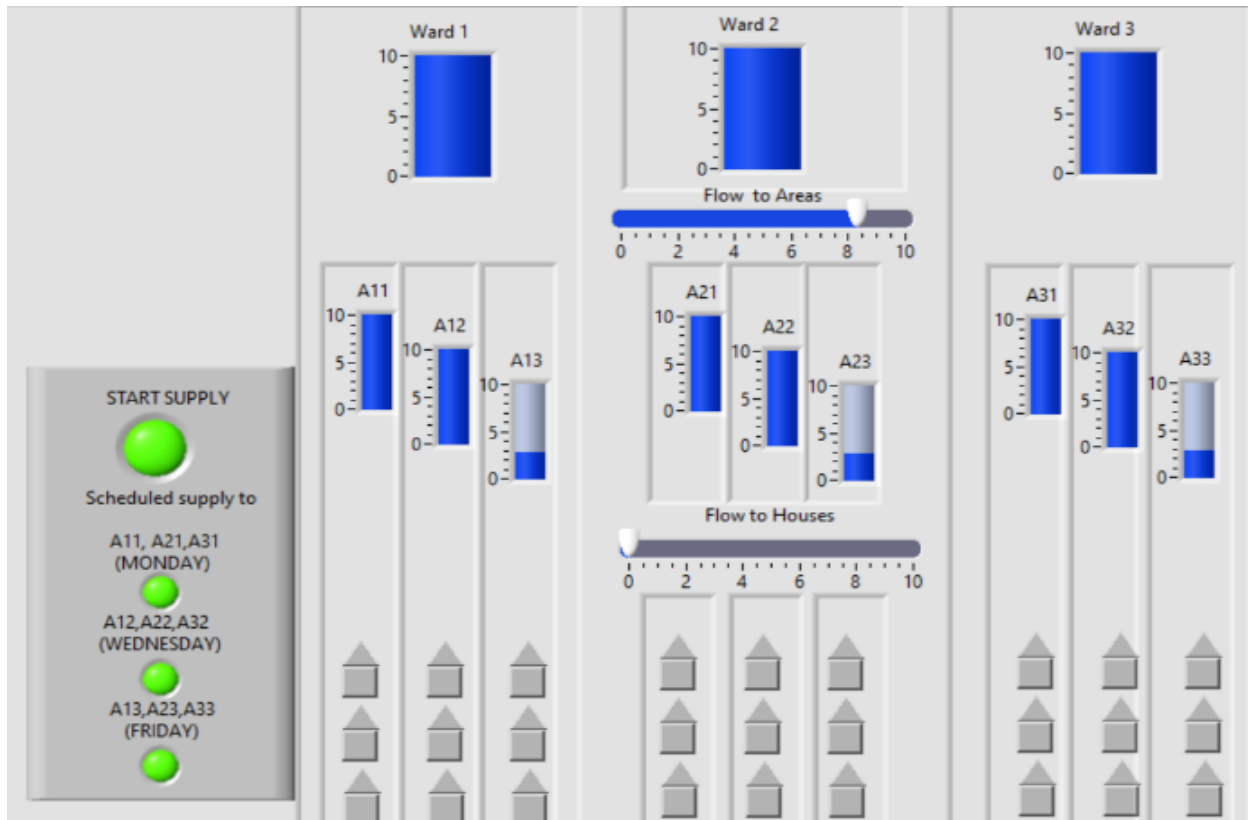 Ward 1
10
5
0
Ward 2
10
5
0
Ward 3
10
5
0
Flow  to Areas
0 2 4 6 8 10
A11
10
5
0
A12
10
5
0
A13
10
5
0
A21
10
5
0
A22
10
5
0
A23
10
5
0
A31
10
5
0
A32
10
5
0
A33
10
5
0
START SUPPLY
Scheduled supply to
A11, A21,A31
(MONDAY)
A12,A22,A32
(WEDNESDAY)
A13,A23,A33
(FRIDAY)
Flow to Houses
0 2 4 6 8 10